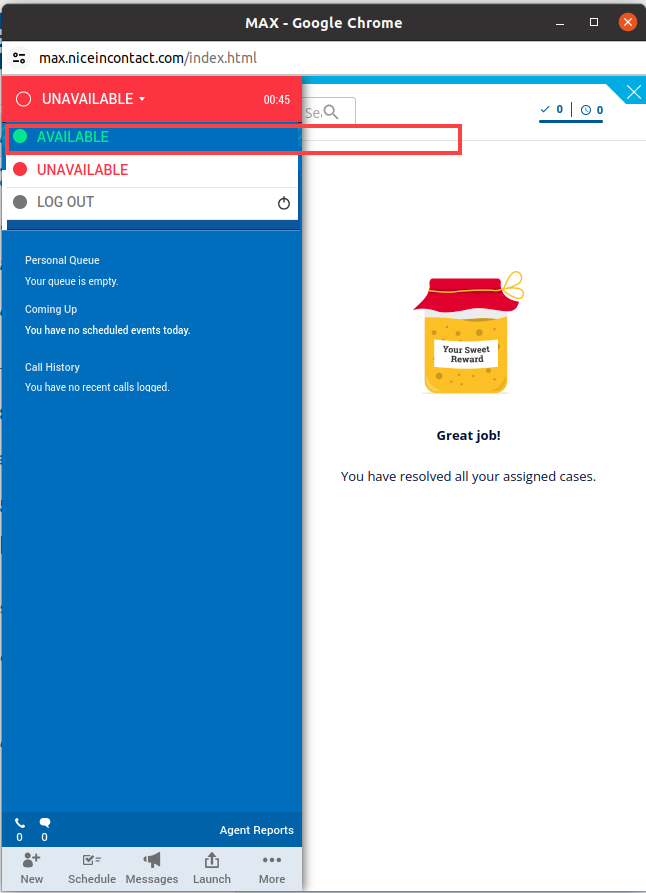 MAX - Google Chrome
max.niceincontact.com/index.html
UNAVAILABLE 00:45
Se
0 0
AVAILABLE
UNAVAILABLE
LOG OUT
Personal Queue
Your queue is empty.
Coming Up
You have no scheduled events today.
Call History
You have no recent calls logged.
Your Sweet
Reward
Great job!
You have resolved all your assigned cases.
0 0
Agent Reports
New Schedule Messages Launch More